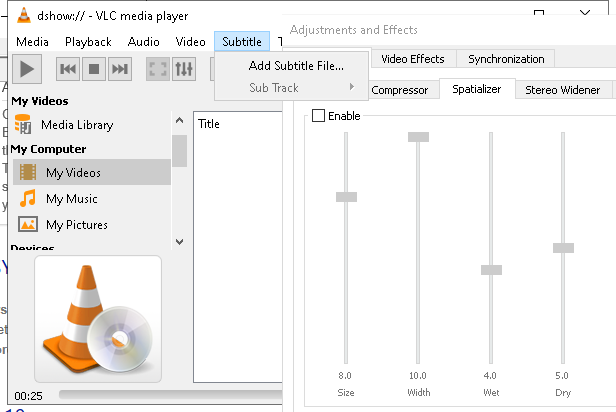 dshow:// - VLC media player
Media Playback Audio Video Subtitle
Add Subtitle File...
Sub Track
My Videos
Media Library
My Computer
My Videos
My Music
My Pictures
Devices
Title
00:25
Adjustments and Effects
Video Effects Synchronization
Compressor Spatializer Stereo Widener
Enable
8.0 10.0 4.0 5.0
Size Width Wet Dry